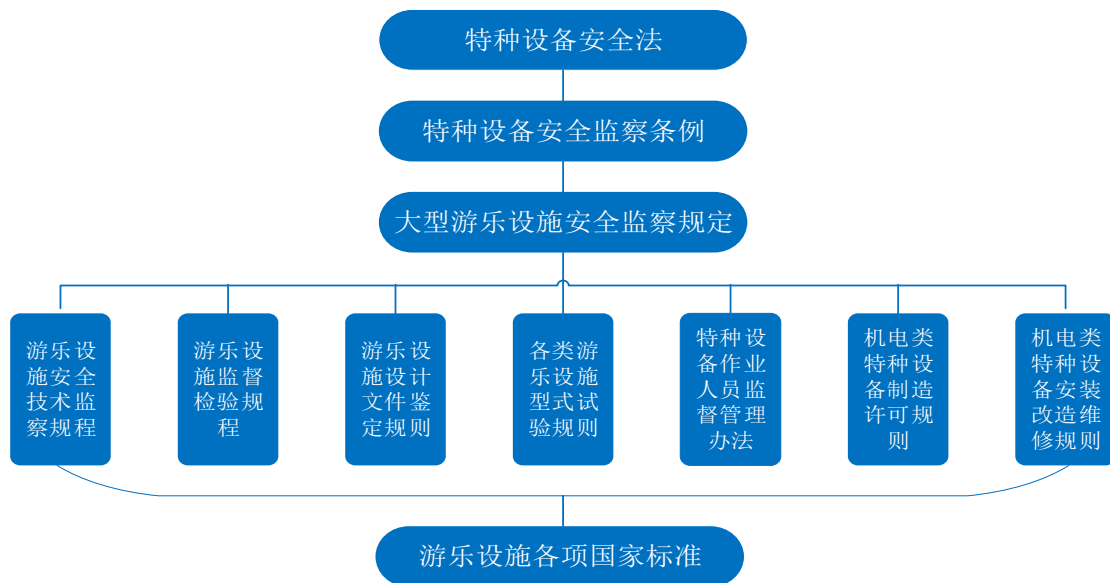 特种设备安全法
特种设备安全监察条例
大型游乐设施安全监察规定
游乐设
施安全
技术监
察规程
游乐设
施监督
检验规
程
游乐设
施设计
文件鉴
定规则
各类游
乐设施
型式试
验规则
特种设
备作业
人员监
督管理
办法
机电类
特种设
备制造
许可规
则
机电类
特种设
备安装
改造维
修规则
游乐设施各项国家标准